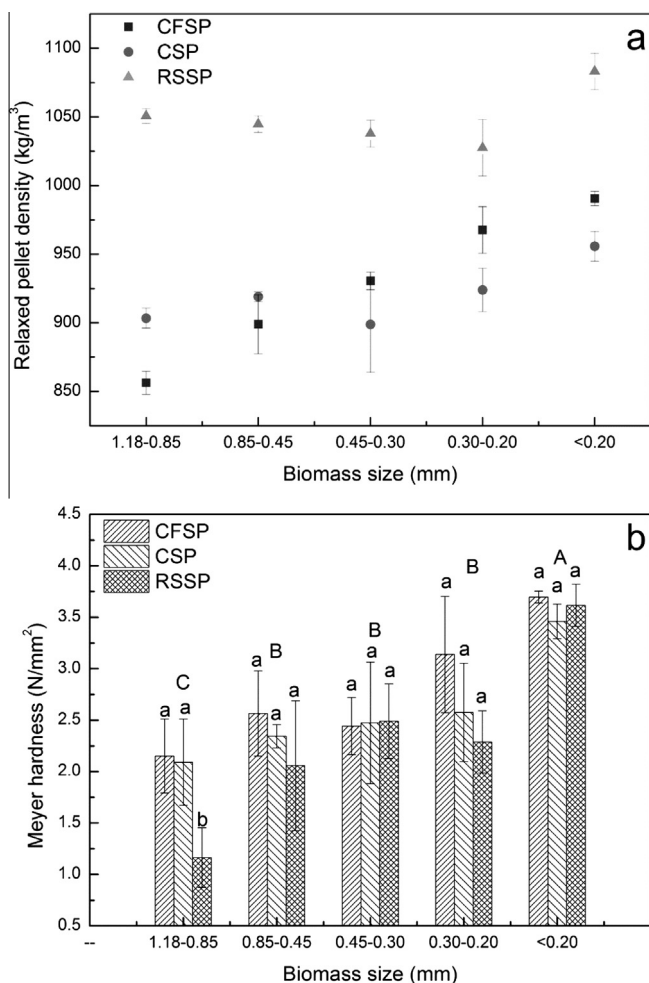 a
CFSP
CSP
RSSP
Relaxed pellet density (kg/m³)
1100
1050
1000
950
900
850
1.18-0.85 0.85-0.45 0.45-0.30 0.30-0.20 <0.20
Biomass size (mm)
b
CFSP
CSP
RSSP
Meyer hardness (N/mm²)
4.5
4.0
3.5
3.0
2.5
2.0
1.5
1.0
0.5
C B B B A
a a b a a a a a a a a a a a a
-- 1.18-0.85 0.85-0.45 0.45-0.30 0.30-0.20 <0.20
Biomass size (mm)